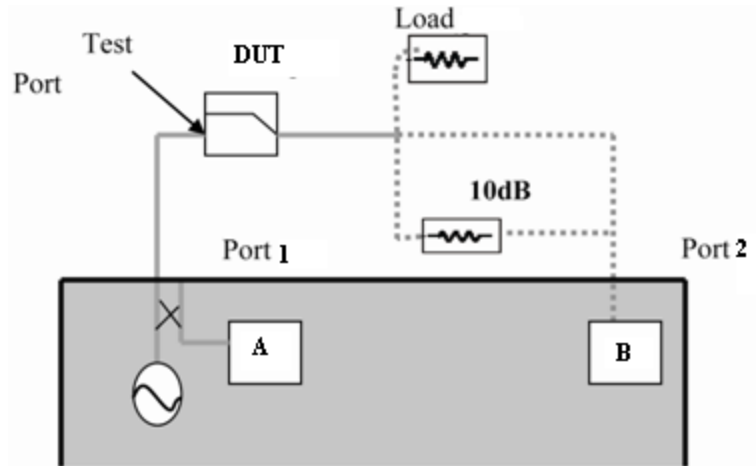 Load
Test
Port
DUT
10dB
Port 1
Port 2
A
B